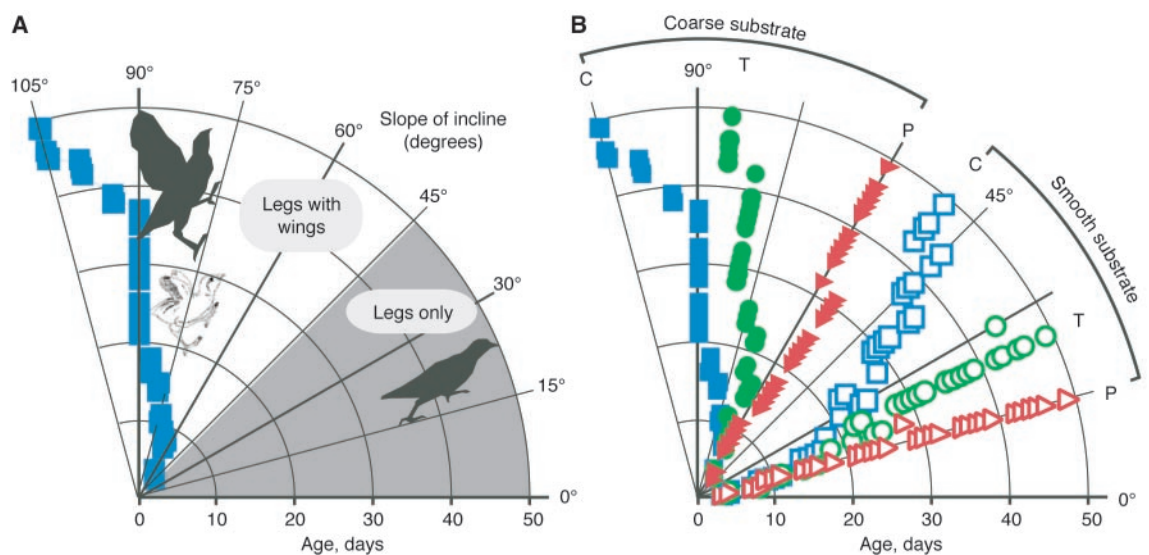 A
105°
90°
75°
60°
Slope of incline
(degrees)
45°
Legs with
wings
30°
Legs only
15°
0°
0 10 20 30 40 50
Age, days
B
Coarse substrate
C
90°
T
P
C
45°
Smooth substrate
T
P
0°
0 10 20 30 40 50
Age, days